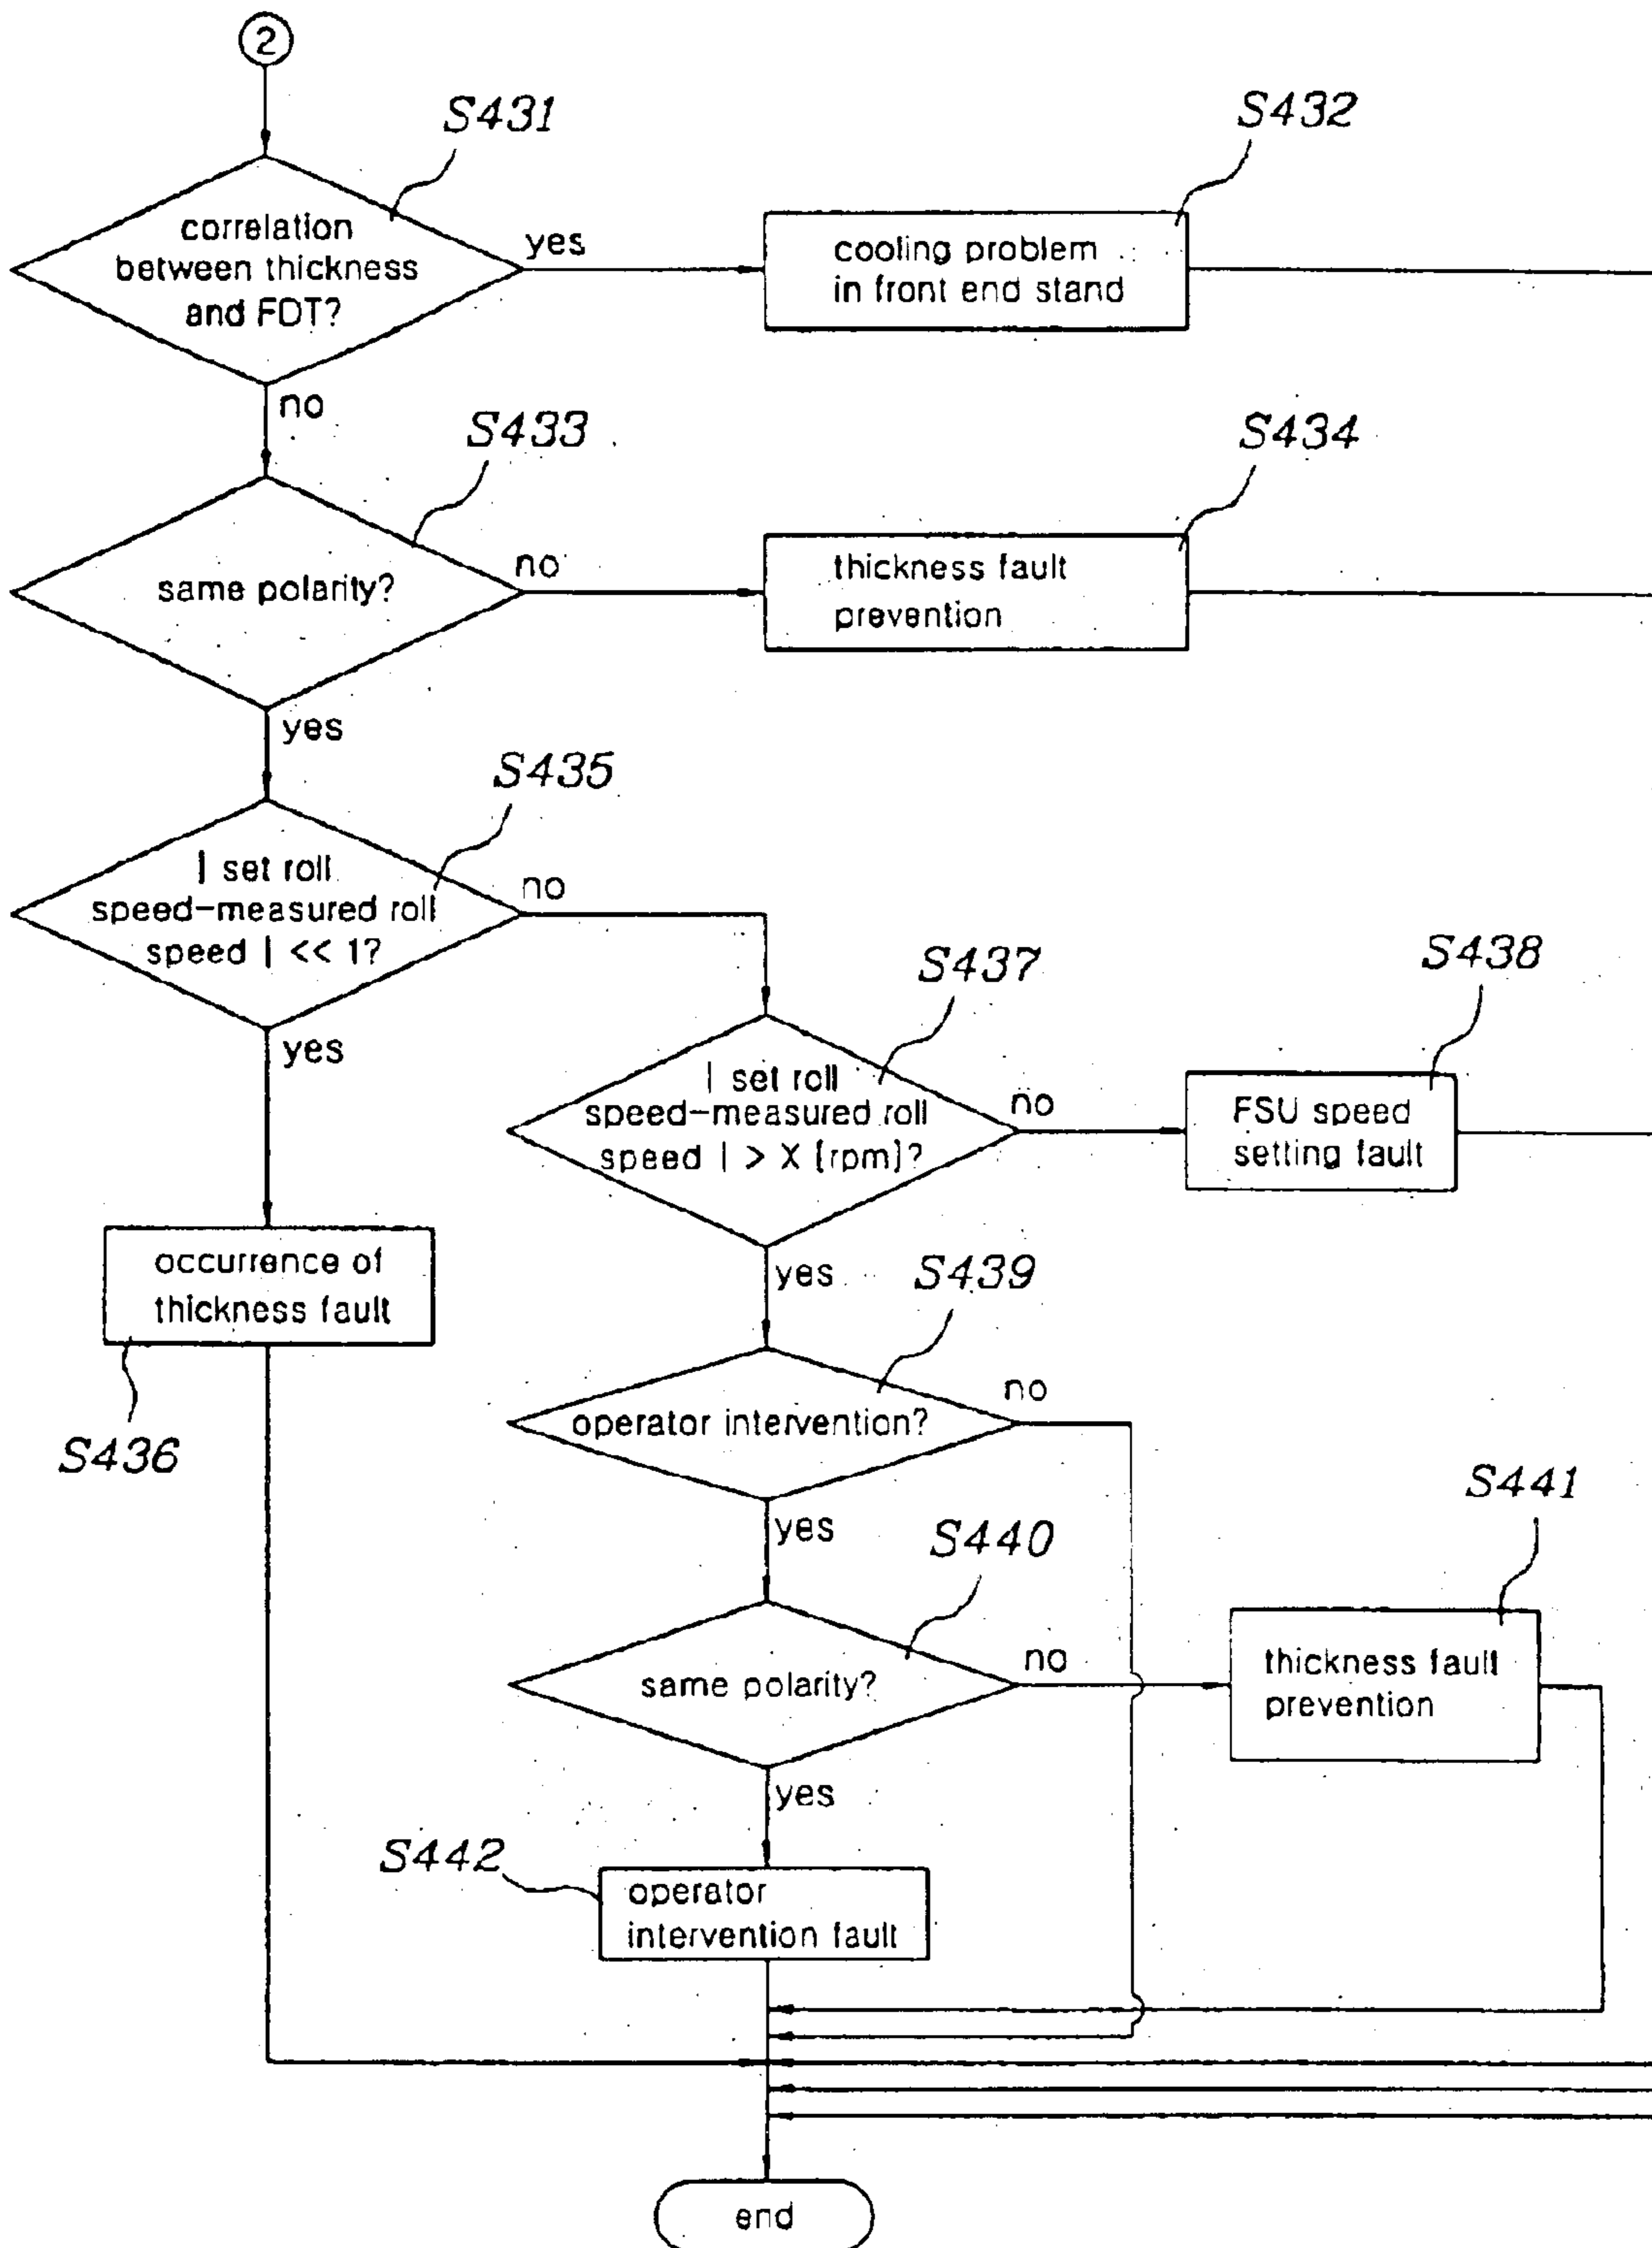 2
S431
S432
correlation
between thickness
and FDT?
yes
cooling problem
in front end stand
no
S433
S434
same polarity?
no
thickness fault
prevention
yes
S435
| set roll
speed-measured roll
speed | << 1?
no
S437
S438
yes
| set roll
speed-measured roll
speed | > X [rpm]?
no
FSU speed
setting fault
occurrence of
thickness fault
S436
yes
S439
operator intervention?
no
yes
S440
S441
same polarity?
no
thickness fault
prevention
yes
S442
operator
intervention fault
end